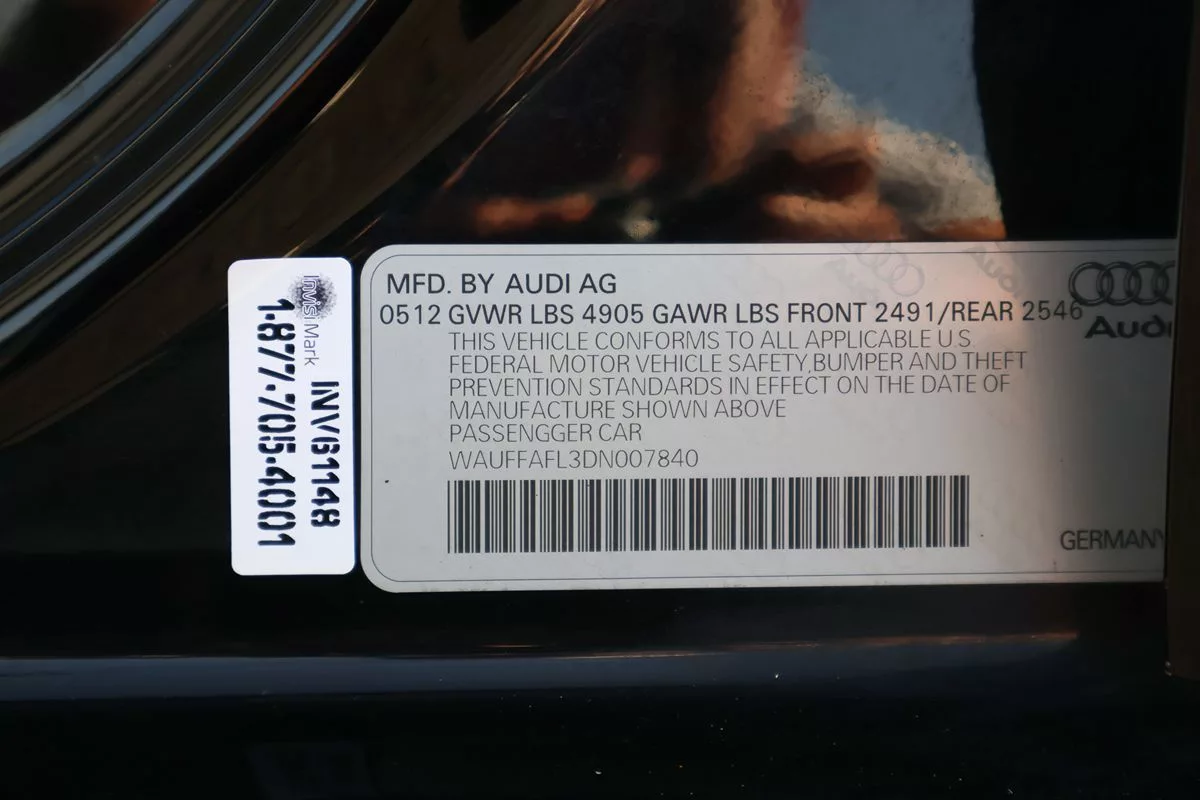 InvisiMark
1·877·705·4001
INV61148
MFD. BY AUDI AG
0512 GVWR LBS 4905 GAWR LBS FRONT 2491/REAR 2546
THIS VEHICLE CONFORMS TO ALL APPLICABLE U.S.
FEDERAL MOTOR VEHICLE SAFETY,BUMPER AND THEFT
PREVENTION STANDARDS IN EFFECT ON THE DATE OF
MANUFACTURE SHOWN ABOVE
PASSENGGER CAR
WAUFFAFL3DN007840
Audi
GERMANY